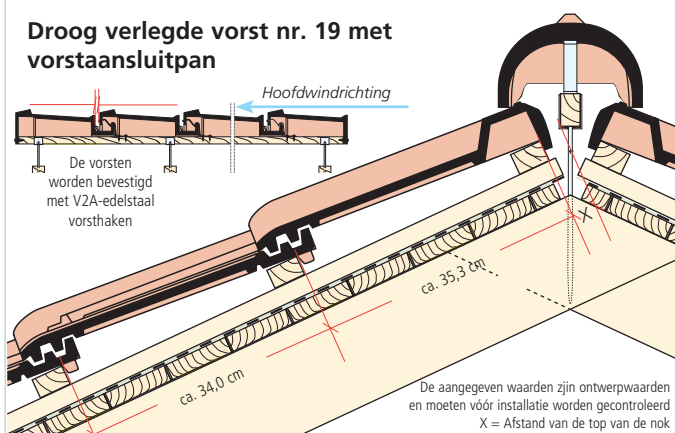 Droog verlegde vorst nr. 19 met
vorstaansluitpan
Hoofdwindrichting
De vorsten
worden bevestigd
met V2A-edelstaal
vorsthaken
X
ca. 35,3 cm
ca. 34,0 cm
De aangegeven waarden zjin ontwerpwaarden
en moeten vóór installatie worden gecontroleerd
X = Afstand van de top van de nok